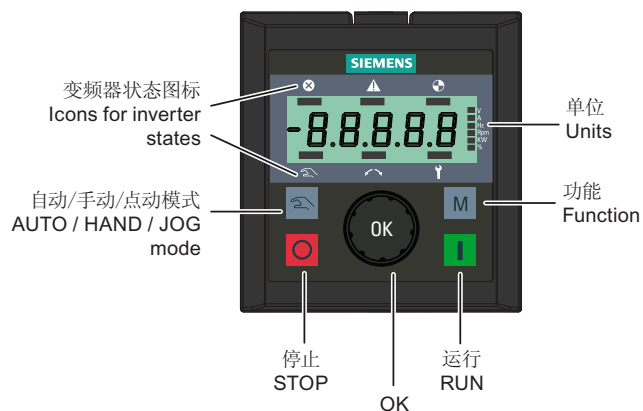 SIEMENS
变频器状态图标
Icons for inverter
states
-8.8.8.8.8
V
A
Hz
Rpm
KW
%
单位
Units
自动/手动/点动模式
AUTO / HAND / JOG
mode
OK
M
功能
Function
停止
STOP
OK
运行
RUN